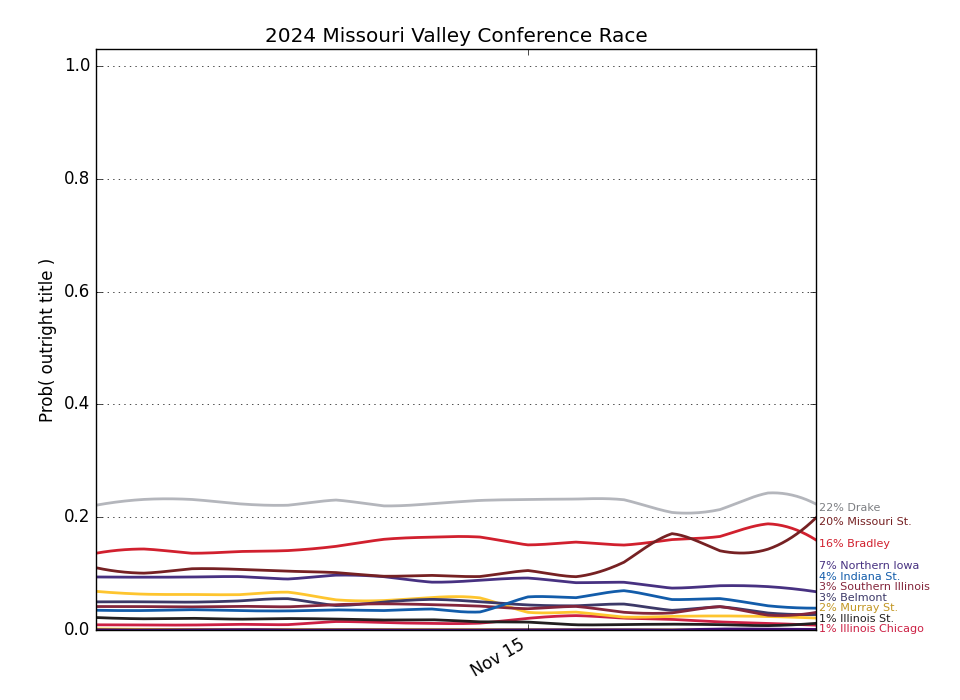 2024 Missouri Valley Conference Race
Prob( outright title )
1.0
0.8
0.6
0.4
0.2
0.0
Nov 15
22% Drake
20% Missouri St.
16% Bradley
7% Northern Iowa
4% Indiana St.
3% Southern Illinois
3% Belmont
2% Murray St.
1% Illinois St.
1% Illinois Chicago